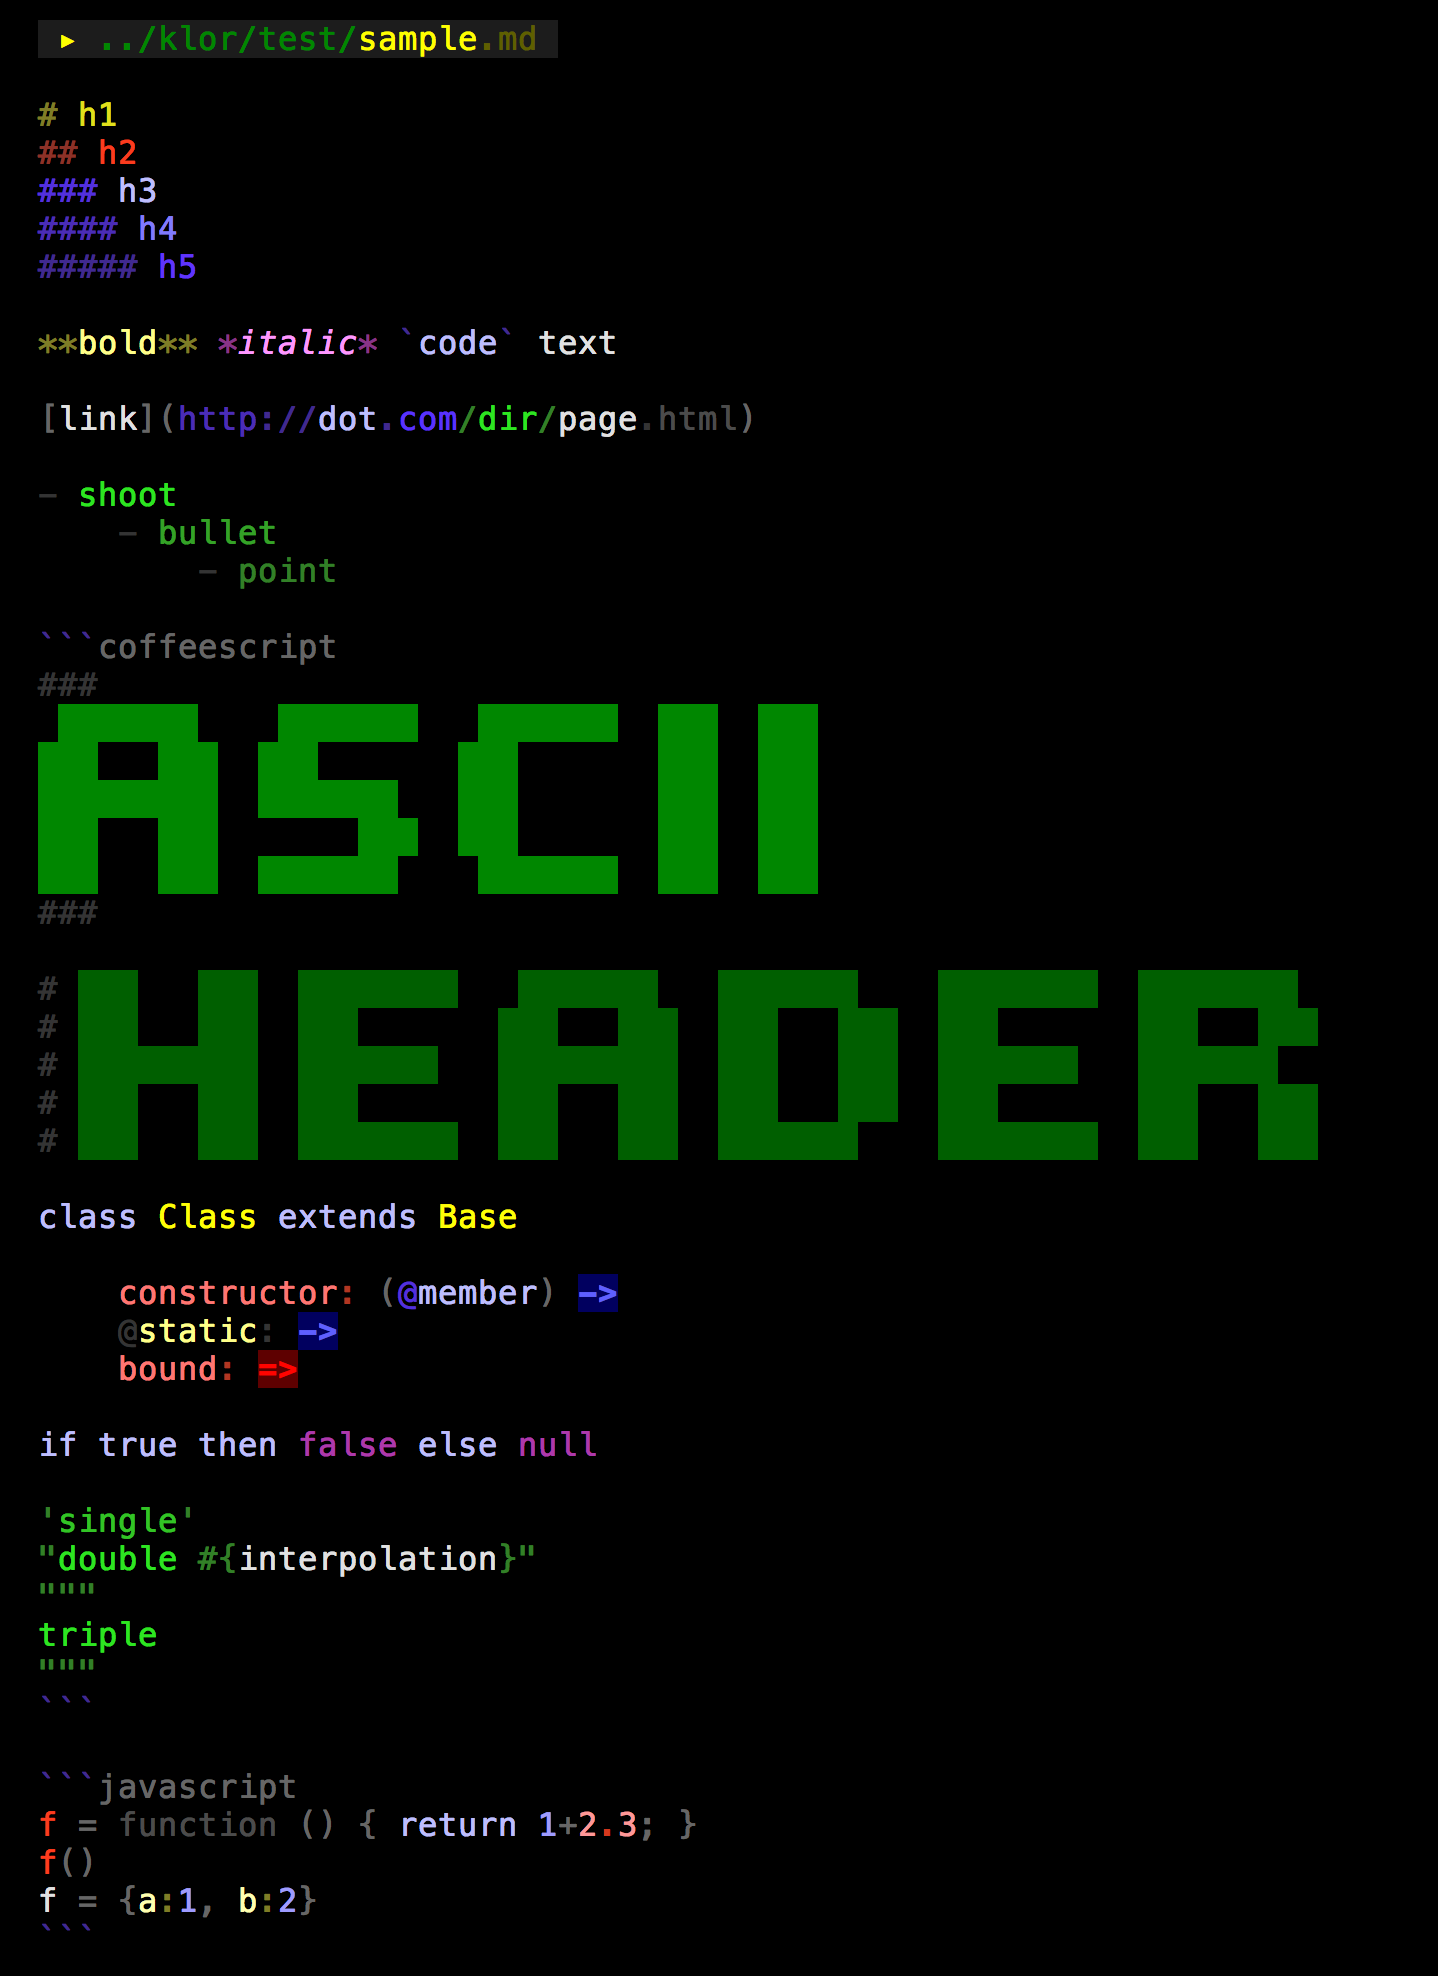 ▶ ../klor/test/sample.md
# h1
## h2
### h3
#### h4
##### h5
**bold** *italic* `code` text
[link](http://dot.com/dir/page.html)
- shoot
    - bullet
        - point
```coffeescript
###
ASCII
###
# HEADER
#
#
#
#
class Class extends Base
    constructor: (@member) ->
    @static: ->
    bound: =>
if true then false else null
'single'
"double #{interpolation}"
"""
triple
"""
```
```javascript
f = function () { return 1+2.3; }
f()
f = {a:1, b:2}
```